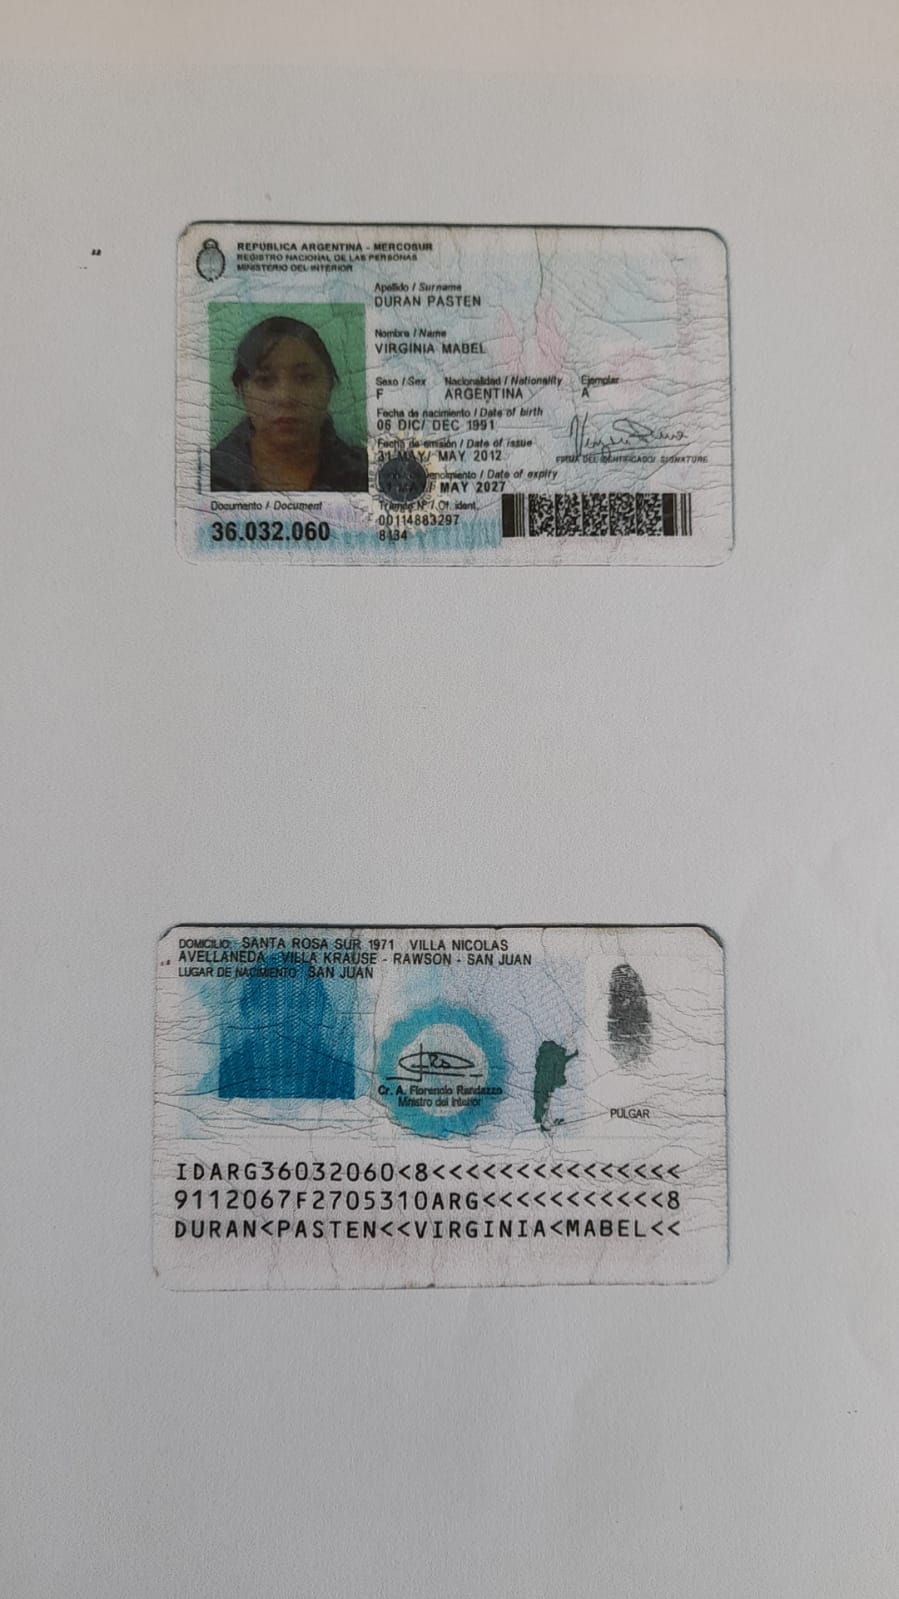 REPUBLICA ARGENTINA - MERCOSUR
REGISTRO NACIONAL DE LAS PERSONAS
MINISTERIO DEL INTERIOR
Apellido / Surname
DURAN PASTEN
Nombre / Name
VIRGINIA MABEL
Sexo / Sex Nacionalidad / Nationality Ejemplar
F ARGENTINA A
Fecha de nacimiento / Date of birth
06 DIC/ DEC 1991
Fecha de emisión / Date of issue
31 MAY/ MAY 2012
FIRMA DEL IDENTIFICADO/ SIGNATURE
/ Date of expiry
/ MAY 2027
Documento / Document
36.032.060
Trámite Nº / Of. ident.
00114883297
8134
DOMICILIO: SANTA ROSA SUR 1971 VILLA NICOLAS
AVELLANEDA - VILLA KRAUSE - RAWSON - SAN JUAN
LUGAR DE NACIMIENTO: SAN JUAN
Cr. A. Florencio Randazzo
Ministro del Interior
PULGAR
IDARG36032060<8<<<<<<<<<<<<<<<
9112067F2705310ARG<<<<<<<<<<<8
DURAN<PASTEN<<VIRGINIA<MABEL<<